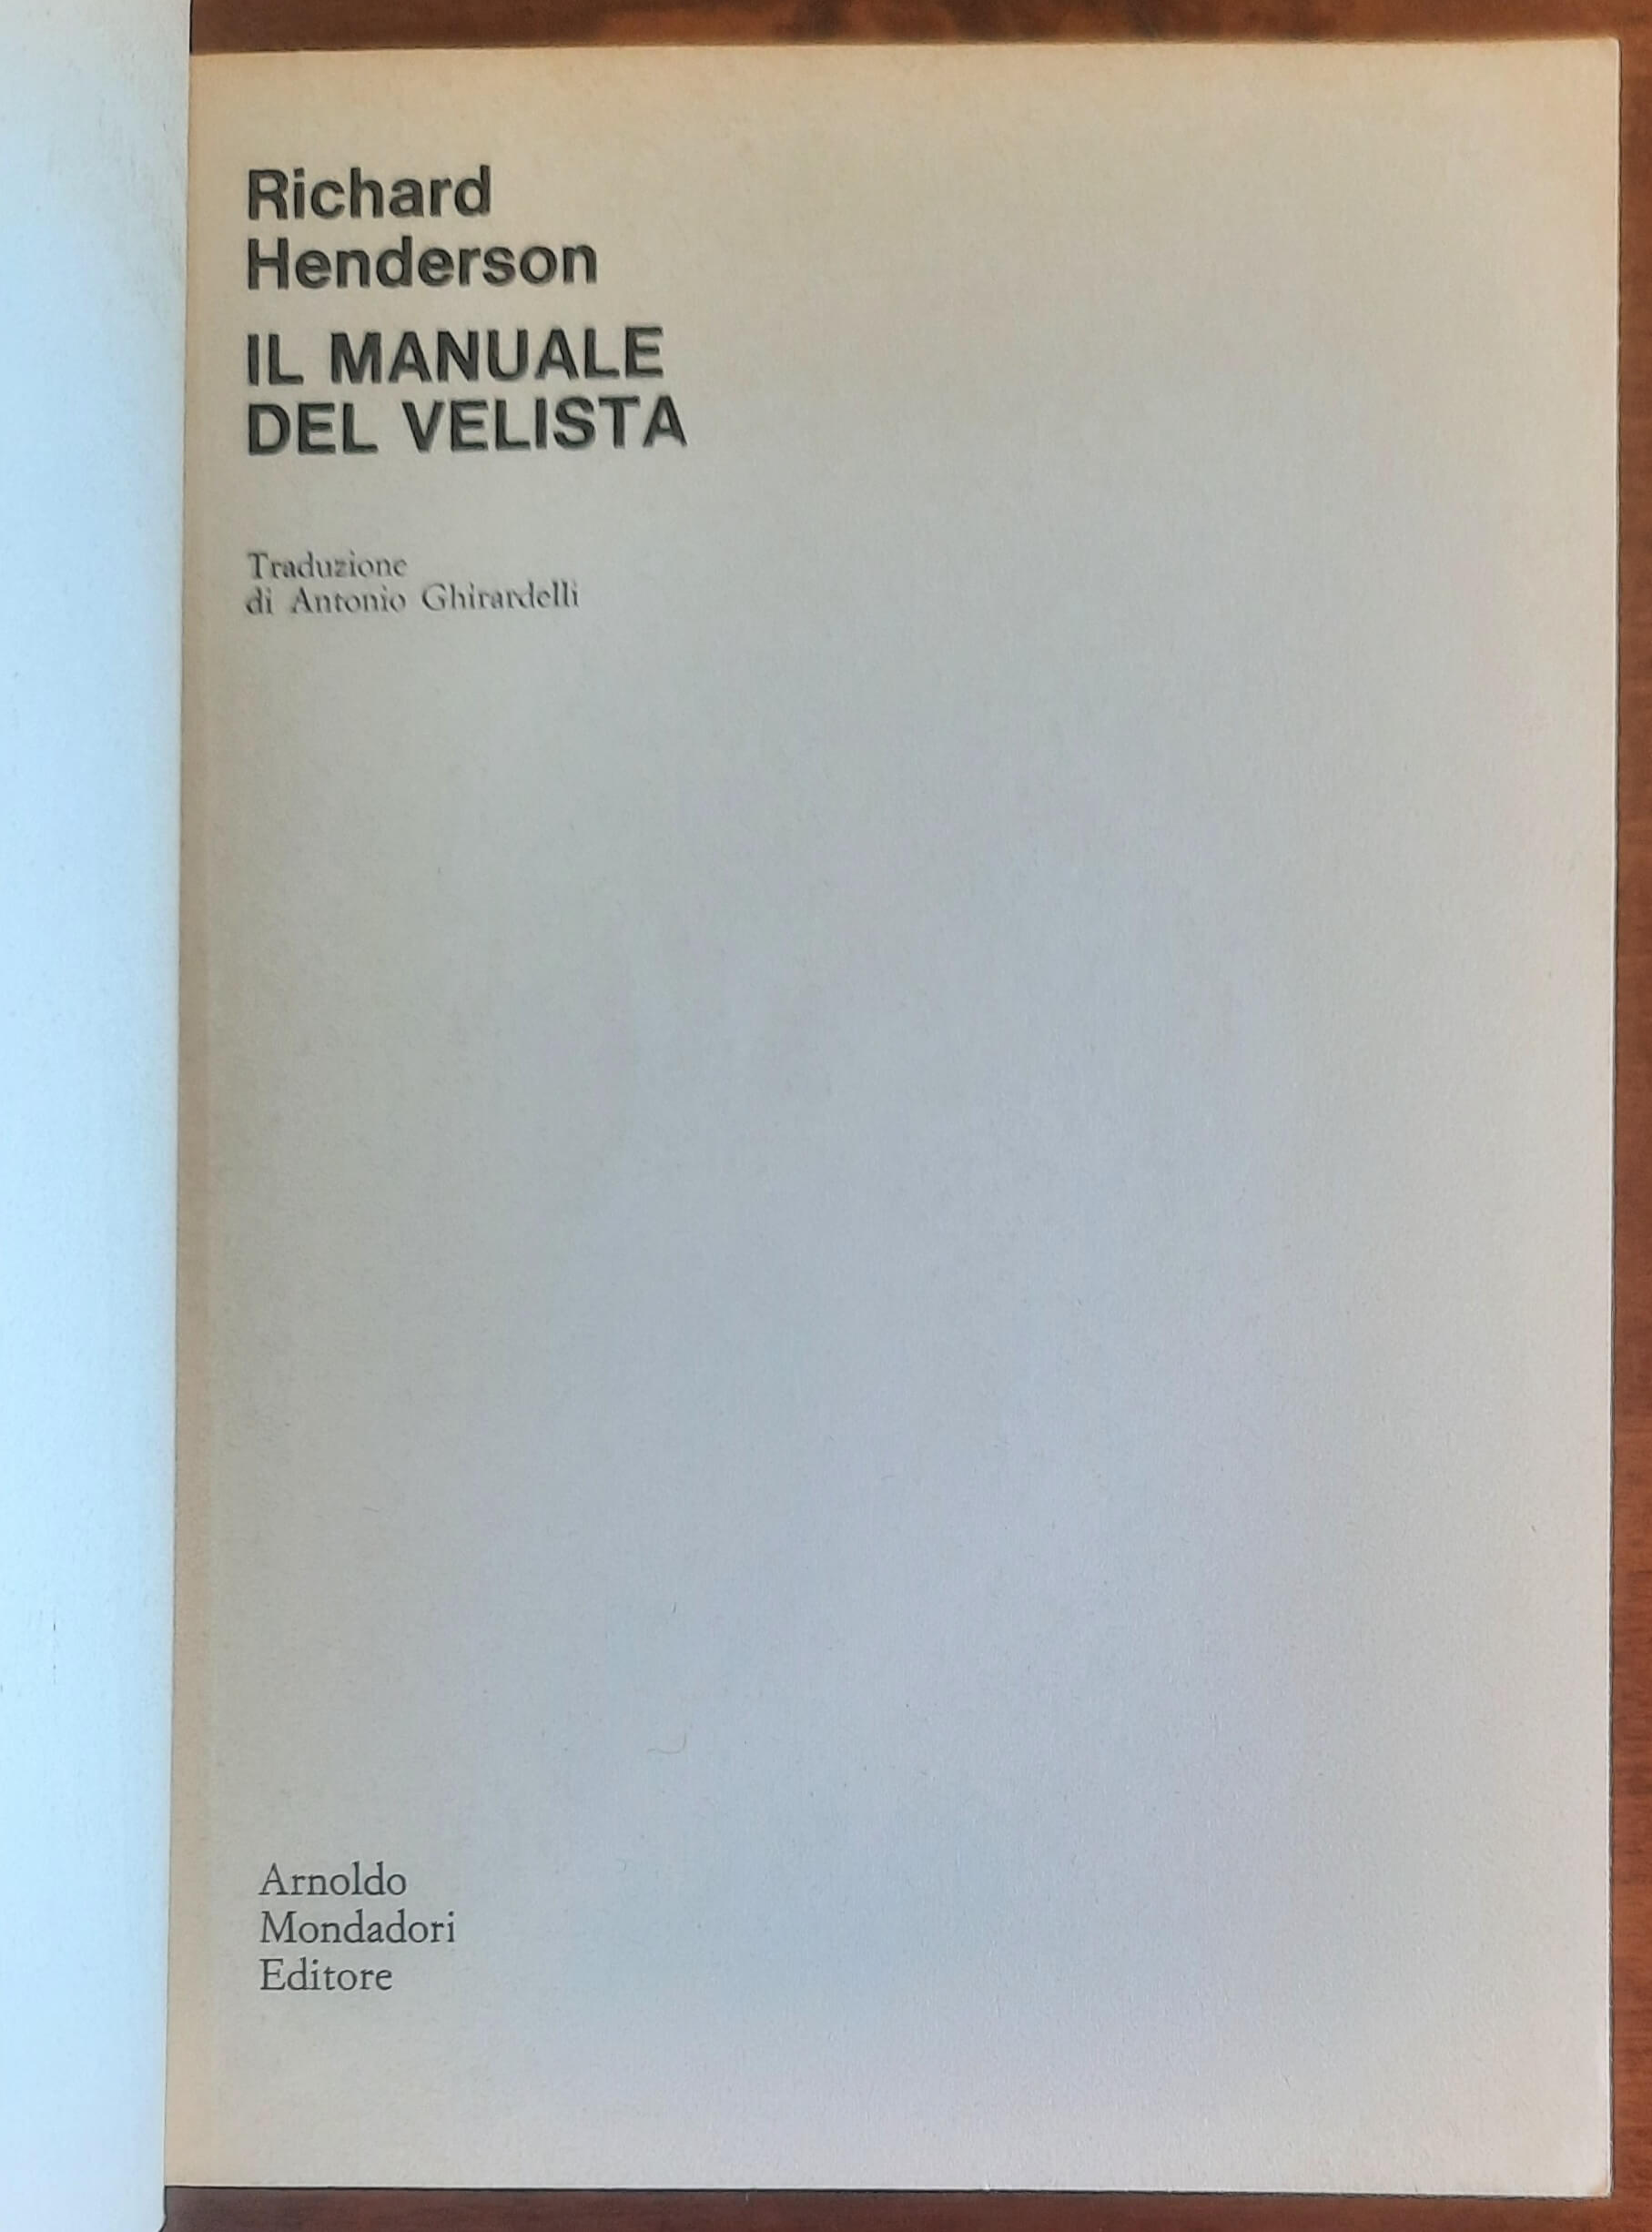 Richard
Henderson
IL MANUALE
DEL VELISTA
Traduzione
di Antonio Ghirardelli
Arnoldo
Mondadori
Editore